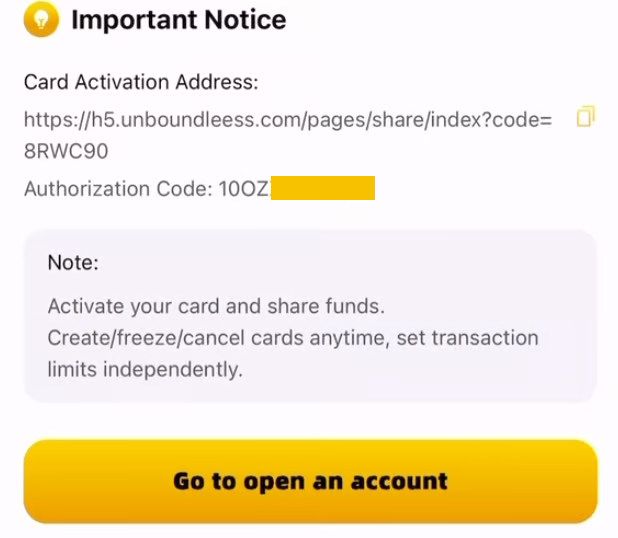 Important Notice
Card Activation Address:
https://h5.unboundleess.com/pages/share/index?code=
8RWC90
Authorization Code: 10OZ
Note:
Activate your card and share funds.
Create/freeze/cancel cards anytime, set transaction
limits independently.
Go to open an account